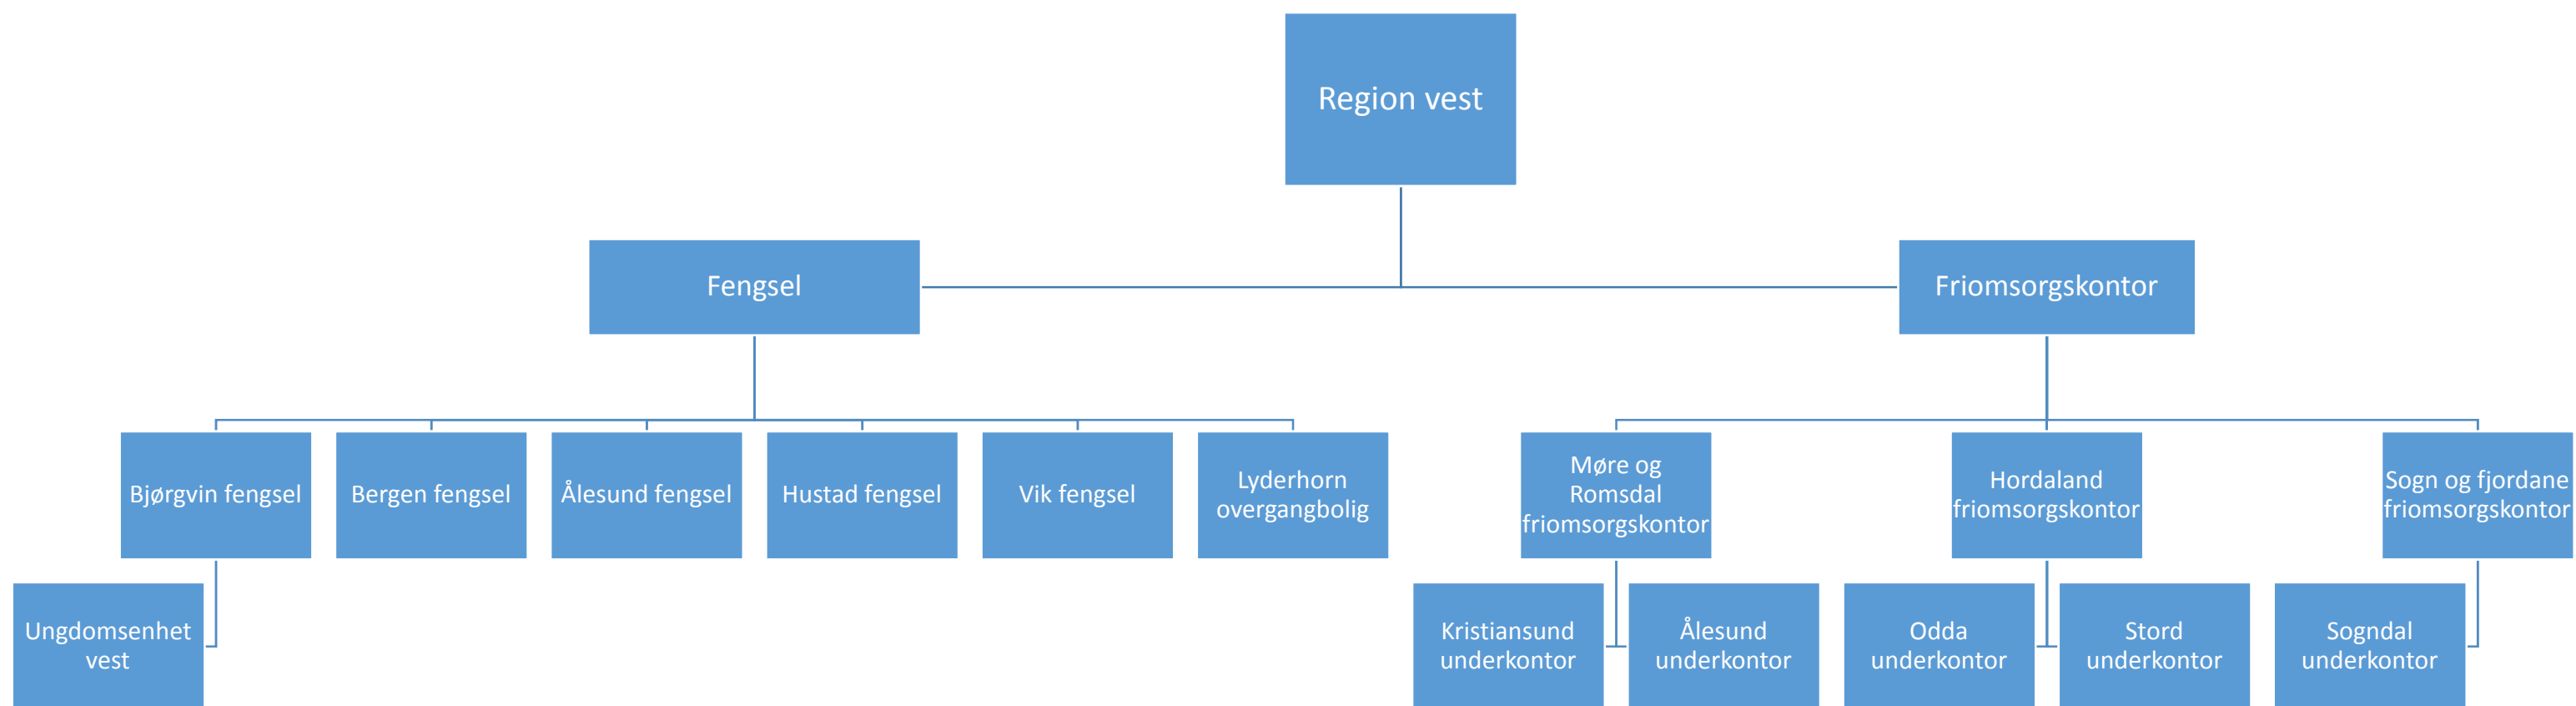 Region vest
Fengsel
Friomsorgskontor
Bjørgvin fengsel
Bergen fengsel
Ålesund fengsel
Hustad fengsel
Vik fengsel
Lyderhorn
overgangbolig
Møre og
Romsdal
friomsorgskontor
Hordaland
friomsorgskontor
Sogn og fjordane
friomsorgskontor
Ungdomsenhet
vest
Kristiansund
underkontor
Ålesund
underkontor
Odda
underkontor
Stord
underkontor
Sogndal
underkontor